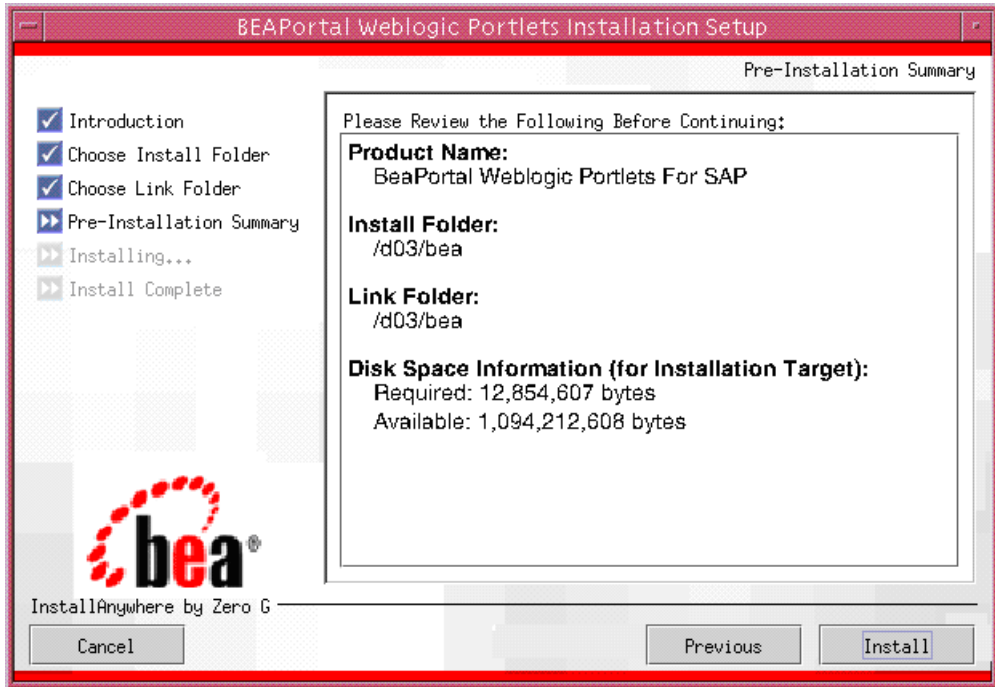 BEAPortal Weblogic Portlets Installation Setup
Pre-Installation Summary
Introduction
Choose Install Folder
Choose Link Folder
Pre-Installation Summary
Installing...
Install Complete
Please Review the Following Before Continuing:
Product Name:
BeaPortal Weblogic Portlets For SAP
Install Folder:
/d03/bea
Link Folder:
/d03/bea
Disk Space Information (for Installation Target):
Required: 12,854,607 bytes
Available: 1,094,212,608 bytes
bea®
InstallAnywhere by Zero G
Cancel
Previous
Install